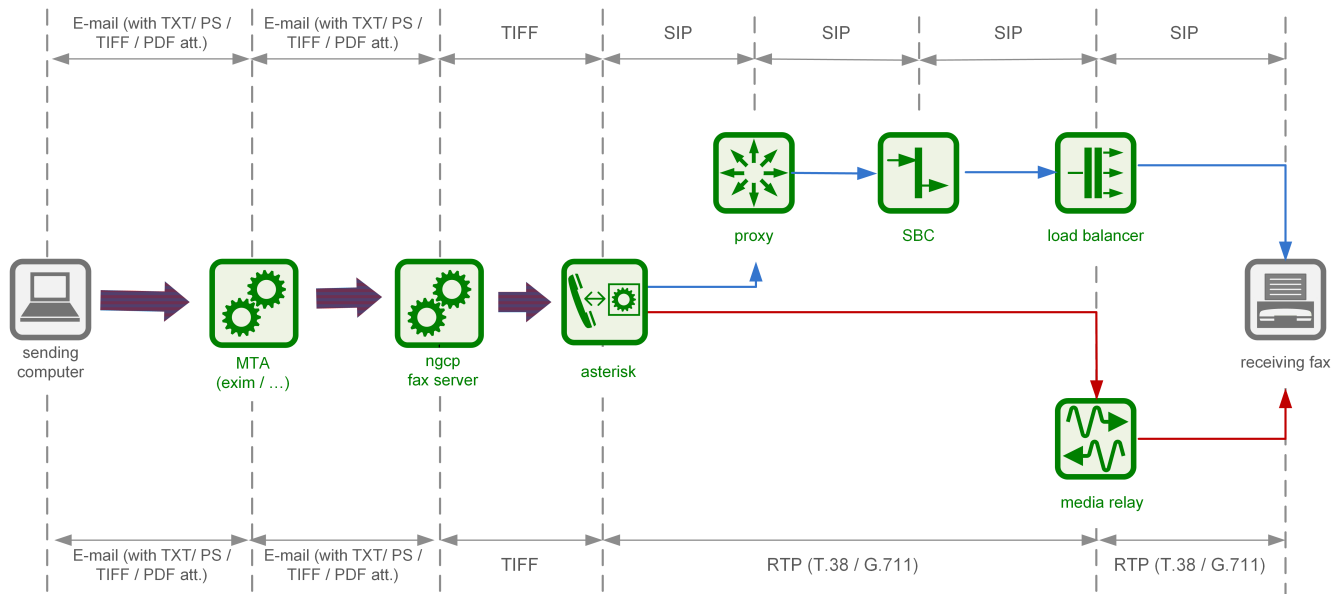 E-mail (with TXT/ PS /
TIFF / PDF att.)
E-mail (with TXT/ PS /
TIFF / PDF att.)
TIFF
SIP
SIP
SIP
SIP
proxy
SBC
load balancer
sending
computer
MTA
(exim / …)
ngcp
fax server
asterisk
receiving fax
media relay
E-mail (with TXT/ PS /
TIFF / PDF att.)
E-mail (with TXT/ PS /
TIFF / PDF att.)
TIFF
RTP (T.38 / G.711)
RTP (T.38 / G.711)